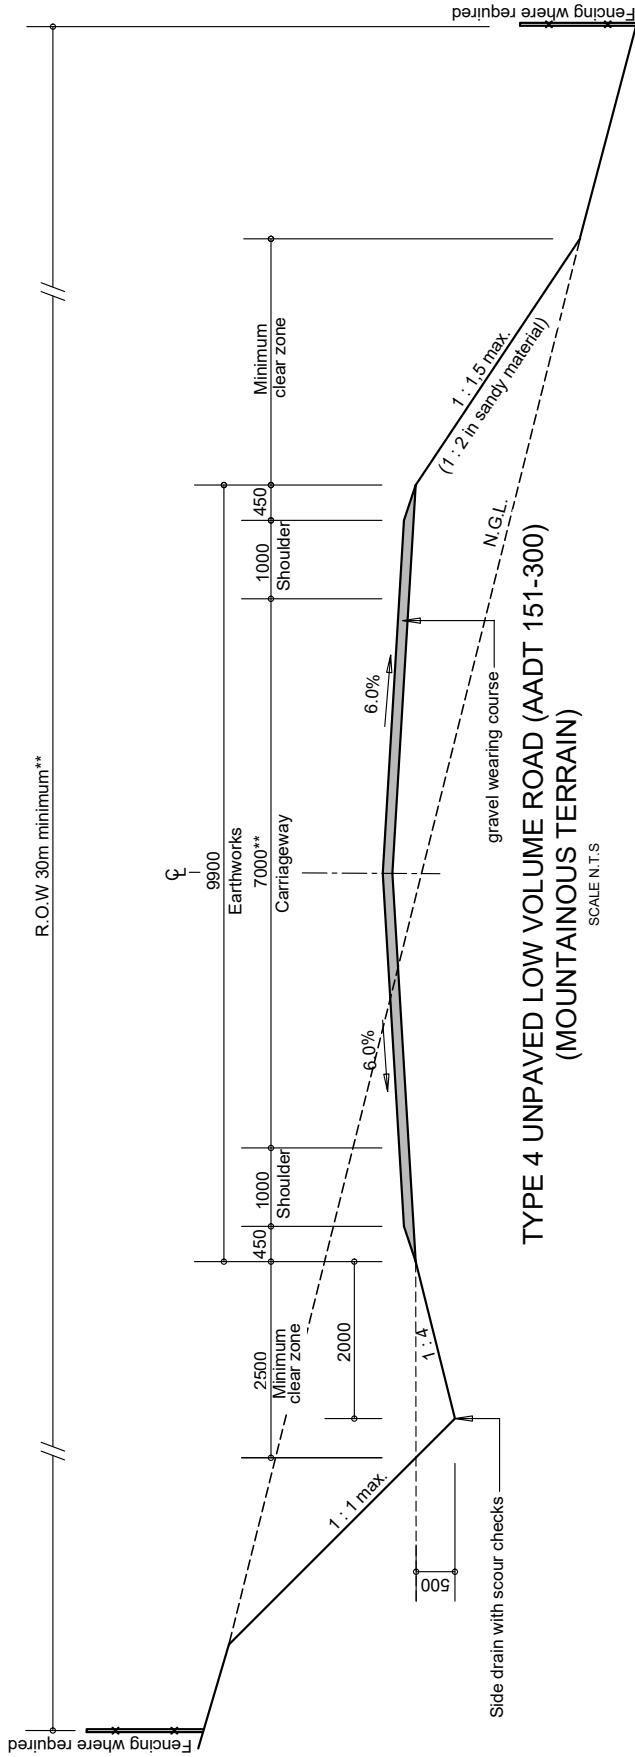 Fencing where required
R.O.W 30m minimum**
Fencing where required
CL
9900
Earthworks
2500
Minimum
clear zone
450
1000
Shoulder
7000**
Carriageway
1000
Shoulder
450
Minimum
clear zone
2000
6.0%
6.0%
1 : 1 max.
1 : 4
500
1 : 1,5 max.
(1 : 2 in sandy material)
N.G.L.
Side drain with scour checks
gravel wearing course
TYPE 4 UNPAVED LOW VOLUME ROAD (AADT 151-300)
(MOUNTAINOUS TERRAIN)
SCALE N.T.S